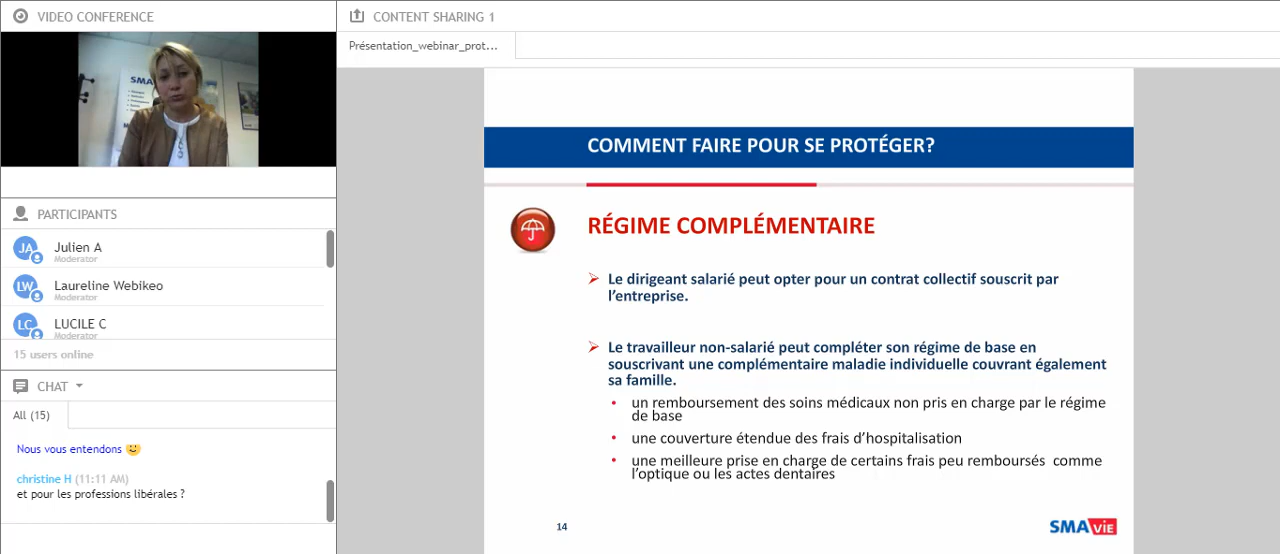 VIDEO CONFERENCE
SMA
PARTICIPANTS
JA
Julien A
Moderator
LW
Laureline Webikeo
Moderator
LC
LUCILE C
Moderator
15 users online
CHAT
All (15)
Nous vous entendons
christine H (11:11 AM)
et pour les professions libérales ?
CONTENT SHARING 1
Présentation_webinar_prot...
COMMENT FAIRE POUR SE PROTÉGER?
RÉGIME COMPLÉMENTAIRE
Le dirigeant salarié peut opter pour un contrat collectif souscrit par
l’entreprise.
Le travailleur non-salarié peut compléter son régime de base en
souscrivant une complémentaire maladie individuelle couvrant également
sa famille.
• un remboursement des soins médicaux non pris en charge par le régime
de base
• une couverture étendue des frais d’hospitalisation
• une meilleure prise en charge de certains frais peu remboursés comme
l’optique ou les actes dentaires
14
SMA VIE